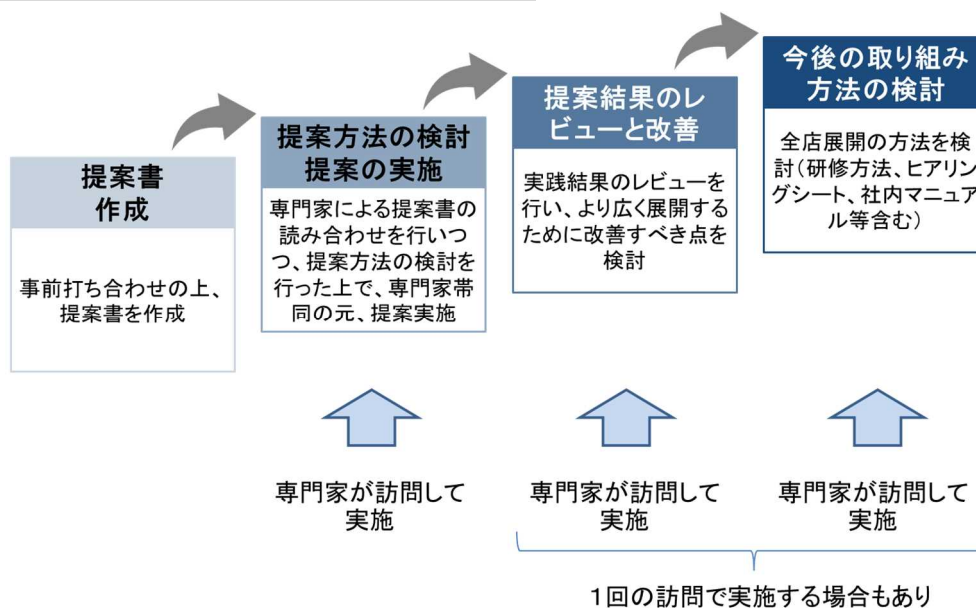 提案書
作成
事前打ち合わせの上、
提案書を作成
提案方法の検討
提案の実施
専門家による提案書の
読み合わせを行いつ
つ、提案方法の検討を
行った上で、専門家帯
同の元、提案実施
提案結果のレ
ビューと改善
実践結果のレビューを
行い、より広く展開する
ために改善すべき点を
検討
今後の取り組み
方法の検討
全店展開の方法を検
討(研修方法、ヒアリン
グシート、社内マニュア
ル等含む)
専門家が訪問して
実施
専門家が訪問して
実施
専門家が訪問して
実施
1回の訪問で実施する場合もあり